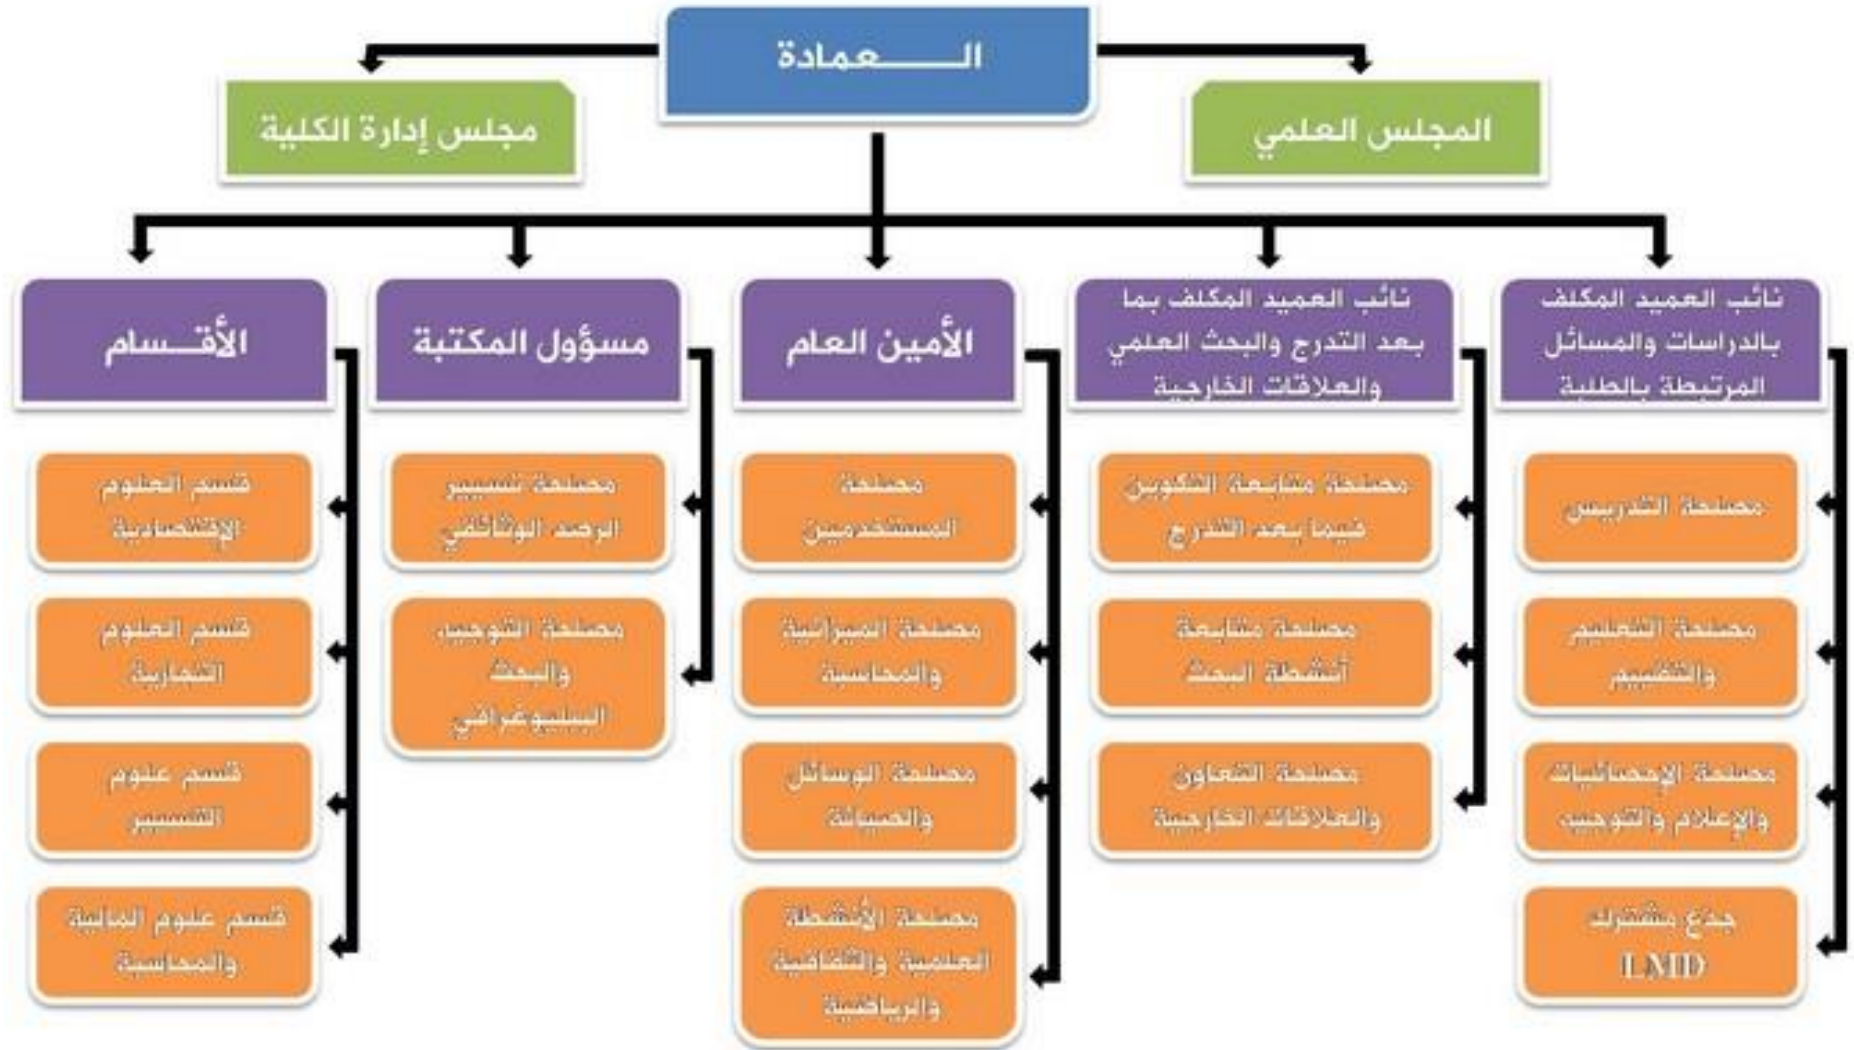 الـــــعمادة
المجلس العلمي
مجلس إدارة الكلية
نائب العميد المكلف
بالدراسات والمسائل
المرتبطة بالطلبة
مصلحة التدريس
مصلحة التعليم
والتقييم
مصلحة الإحصائيات
والإعلام والتوجيه
جذع مشترك
LMD
نائب العميد المكلف بما
بعد التدرج والبحث العلمي
والعلاقات الخارجية
مصلحة متابعة التكوين
فيما بعد التدرج
مصلحة متابعة
أنشطة البحث
مصلحة التعاون
والعلاقات الخارجية
الأمين العام
مصلحة
المستخدمين
مصلحة الميزانية
والمحاسبة
مصلحة الوسائل
والصيانة
مصلحة الأنشطة
العلمية والثقافية
والرياضية
مسؤول المكتبة
مصلحة تسيير
الرصد الوثائقي
مصلحة التوجيه
والبحث
البيليوغرافي
الأقـــسام
قسم العلوم
الإقتصادية
قسم العلوم
التجارية
قسم علوم
التسيير
قسم علوم المالية
والمحاسبة